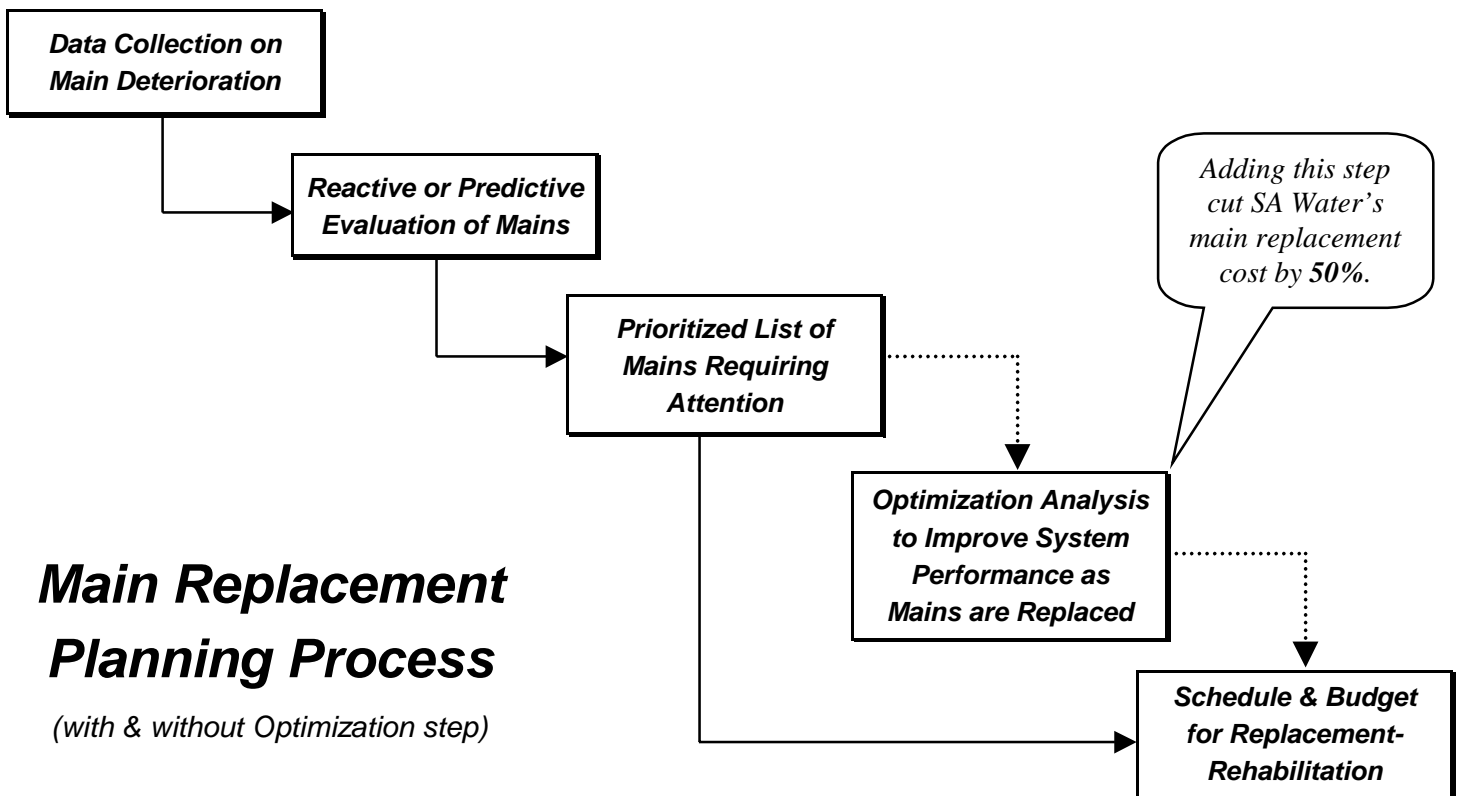 Data Collection on
Main Deterioration
Reactive or Predictive
Evaluation of Mains
Adding this step
cut SA Water’s
main replacement
cost by 50%.
Prioritized List of
Mains Requiring
Attention
Optimization Analysis
to Improve System
Performance as
Mains are Replaced
Main Replacement
Planning Process
(with & without Optimization step)
Schedule & Budget
for Replacement-
Rehabilitation